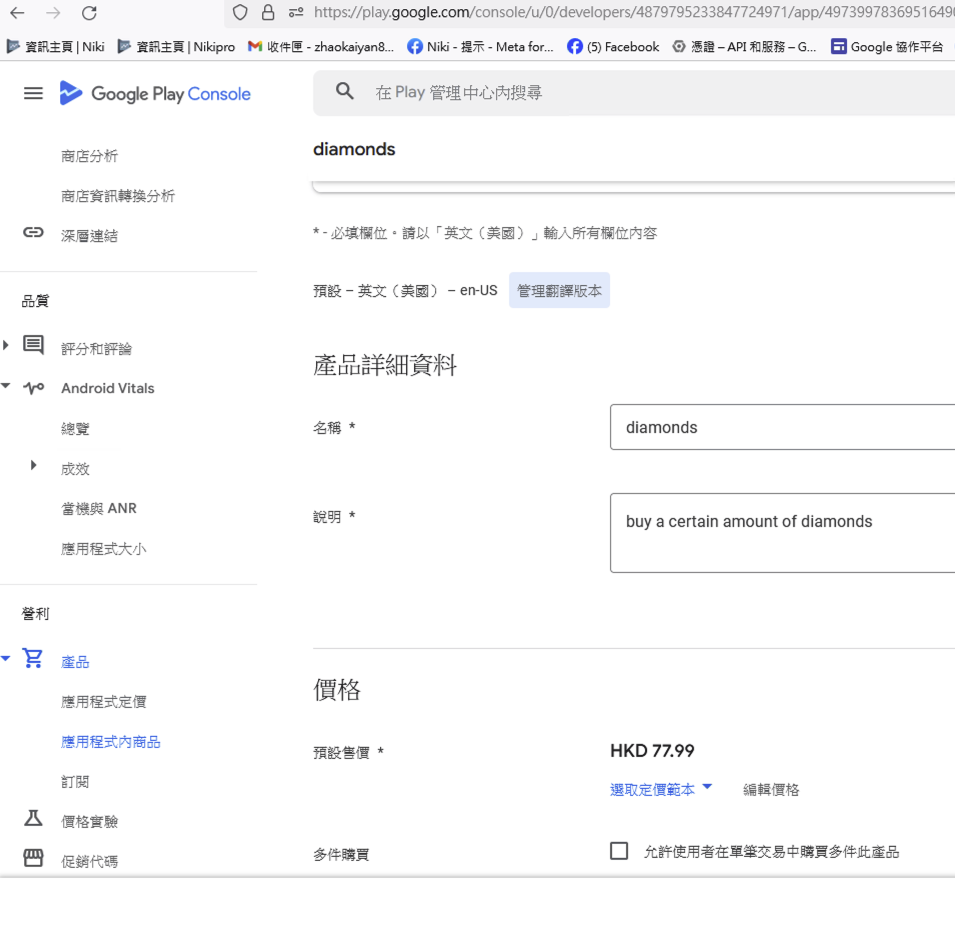 https://play.google.com/console/u/0/developers/4879795233847724971/app/49739978369516490
資訊主頁 | Niki
資訊主頁 | Nikipro
收件匣 - zhaokaiyan8...
Niki - 提示 - Meta for...
(5) Facebook
憑證 – API 和服務 – G...
Google 協作平台
Google Play Console
在 Play 管理中心內搜尋
diamonds
商店分析
商店資訊轉換分析
深層連結
品質
評分和評論
Android Vitals
總覽
成效
當機與 ANR
應用程式大小
營利
產品
應用程式定價
應用程式內商品
訂閱
價格實驗
促銷代碼
* - 必填欄位。請以「英文（美國）」輸入所有欄位內容
預設 – 英文（美國） – en-US 管理翻譯版本
產品詳細資料
名稱 * diamonds
說明 * buy a certain amount of diamonds
價格
預設售價 * HKD 77.99
選取定價範本 編輯價格
多件購買 允許使用者在單筆交易中購買多件此產品